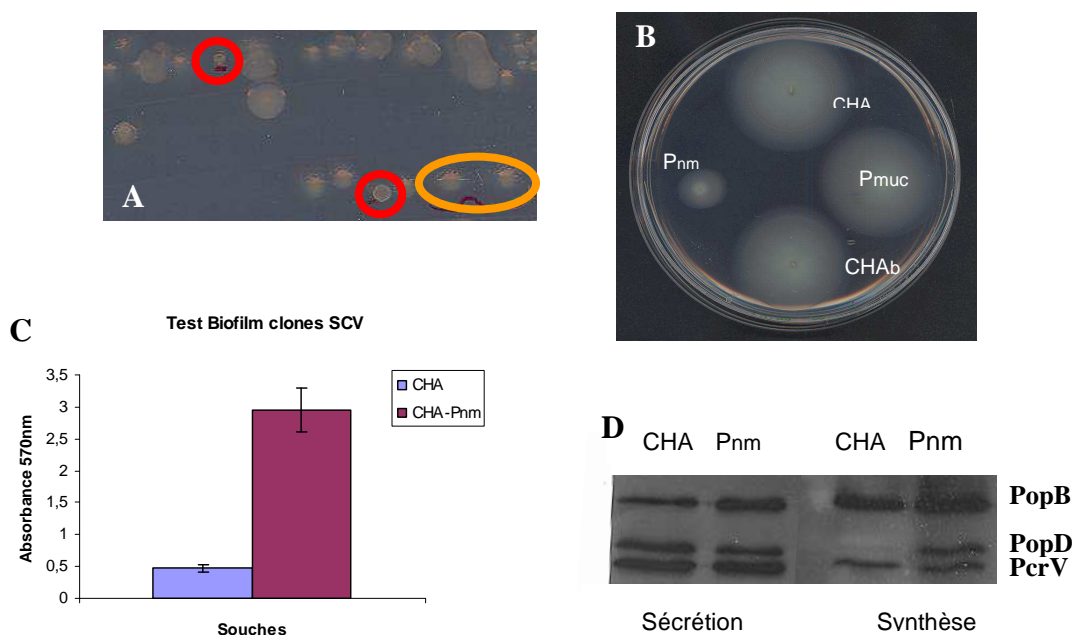 A
B
CHA
Pnm
Pmuc
CHAb
C
Test Biofilm clones SCV
Absorbance 570nm
3,5
3
2,5
2
1,5
1
0,5
0
Souches
CHA
CHA-Pnm
D
CHA Pnm CHA Pnm
PopB
PopD
PcrV
Sécrétion Synthèse